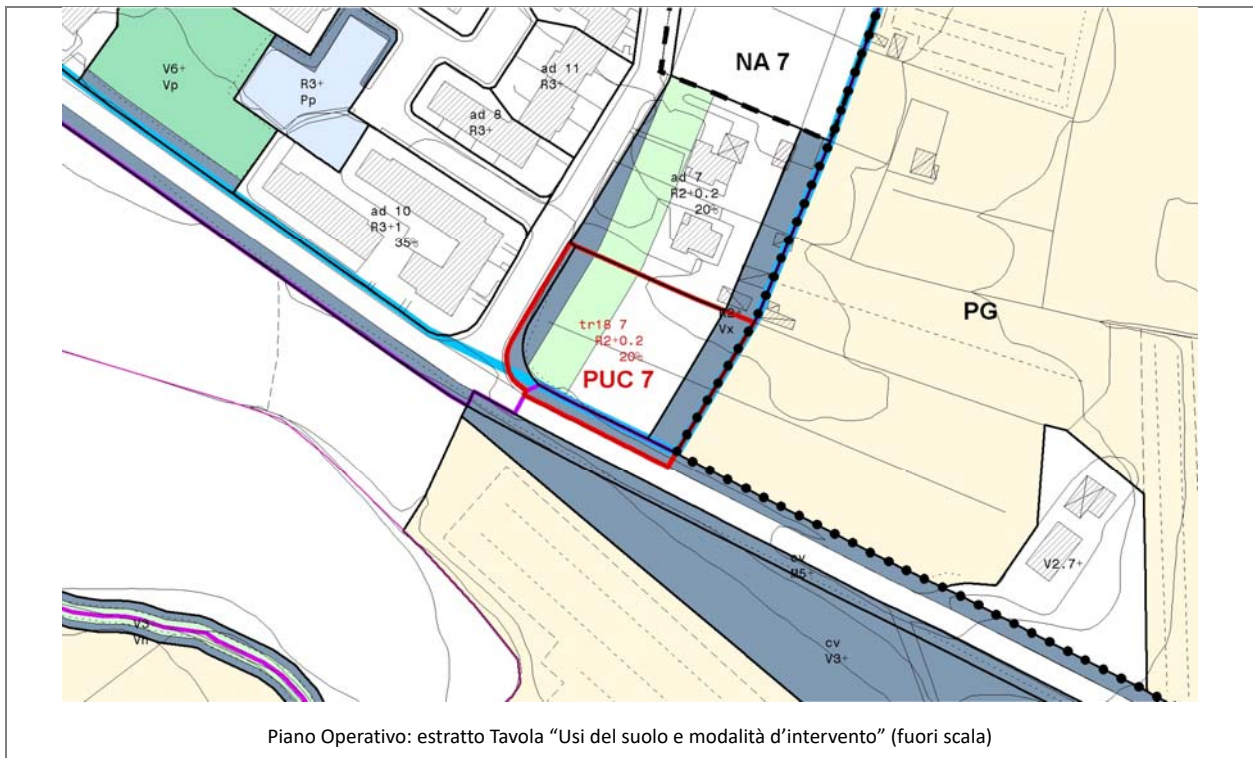 V6+
Vp
R3+
Pp
ad 11
R3+
ad 8
R3+
NA 7
ad 7
R2+0.2
20%
ad 10
R3+1
35%
PG
tr18 7
R2+0.2
20%
PUC 7
R2+
Vx
V2.7+
cv
M5+
cv
V3+
V3
Vn
Piano Operativo: estratto Tavola “Usi del suolo e modalità d’intervento” (fuori scala)